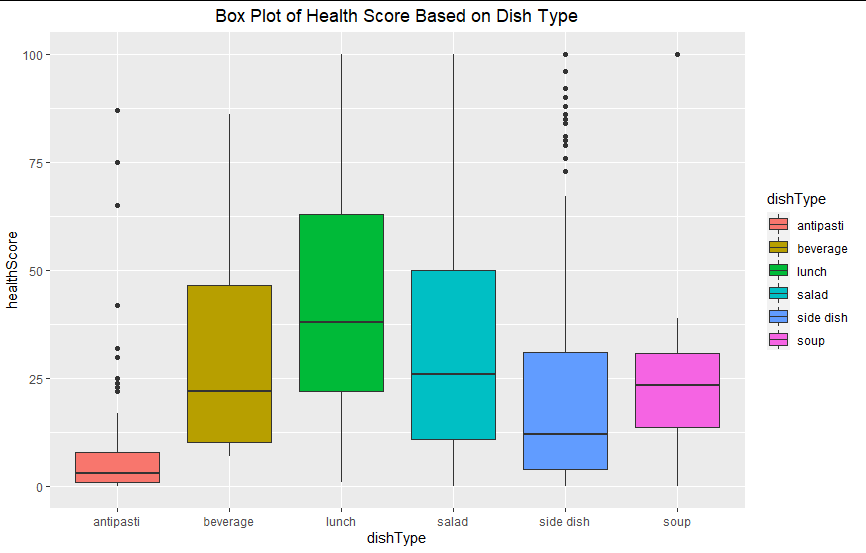 Box Plot of Health Score Based on Dish Type
healthScore
100
75
50
25
0
antipasti beverage lunch salad side dish soup
dishType
dishType
antipasti
beverage
lunch
salad
side dish
soup